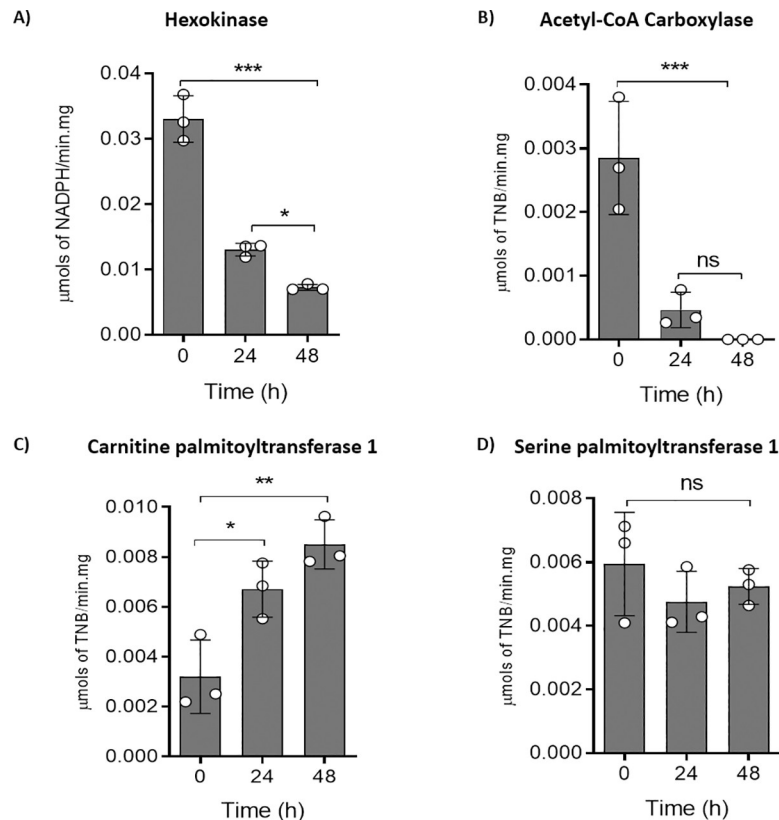 A)
Hexokinase
μmols of NADPH/min.mg
0.04
0.03
0.02
0.01
0.00
***
*
0
24
48
Time (h)
B)
Acetyl-CoA Carboxylase
μmols of TNB/min.mg
0.004
0.003
0.002
0.001
0.000
***
ns
0
24
48
Time (h)
C)
Carnitine palmitoyltransferase 1
μmols of TNB/min.mg
0.010
0.008
0.006
0.004
0.002
0.000
**
*
0
24
48
Time (h)
D)
Serine palmitoyltransferase 1
μmols of TNB/min.mg
0.008
0.006
0.004
0.002
0.000
ns
0
24
48
Time (h)